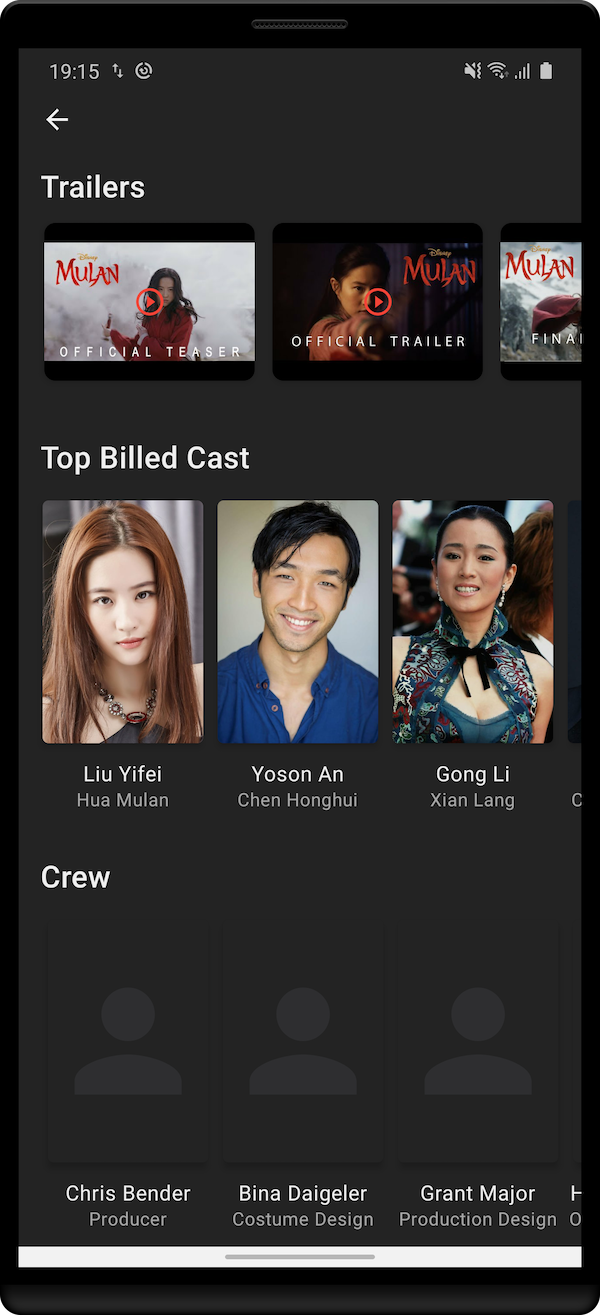 19:15
Trailers
Disney
MULAN
OFFICIAL TEASER
Disney
MULAN
OFFICIAL TRAILER
Disney
MULAN
Top Billed Cast
Liu Yifei
Hua Mulan
Yoson An
Chen Honghui
Gong Li
Xian Lang
C
Crew
Chris Bender
Producer
Bina Daigeler
Costume Design
Grant Major
Production Design
H
O